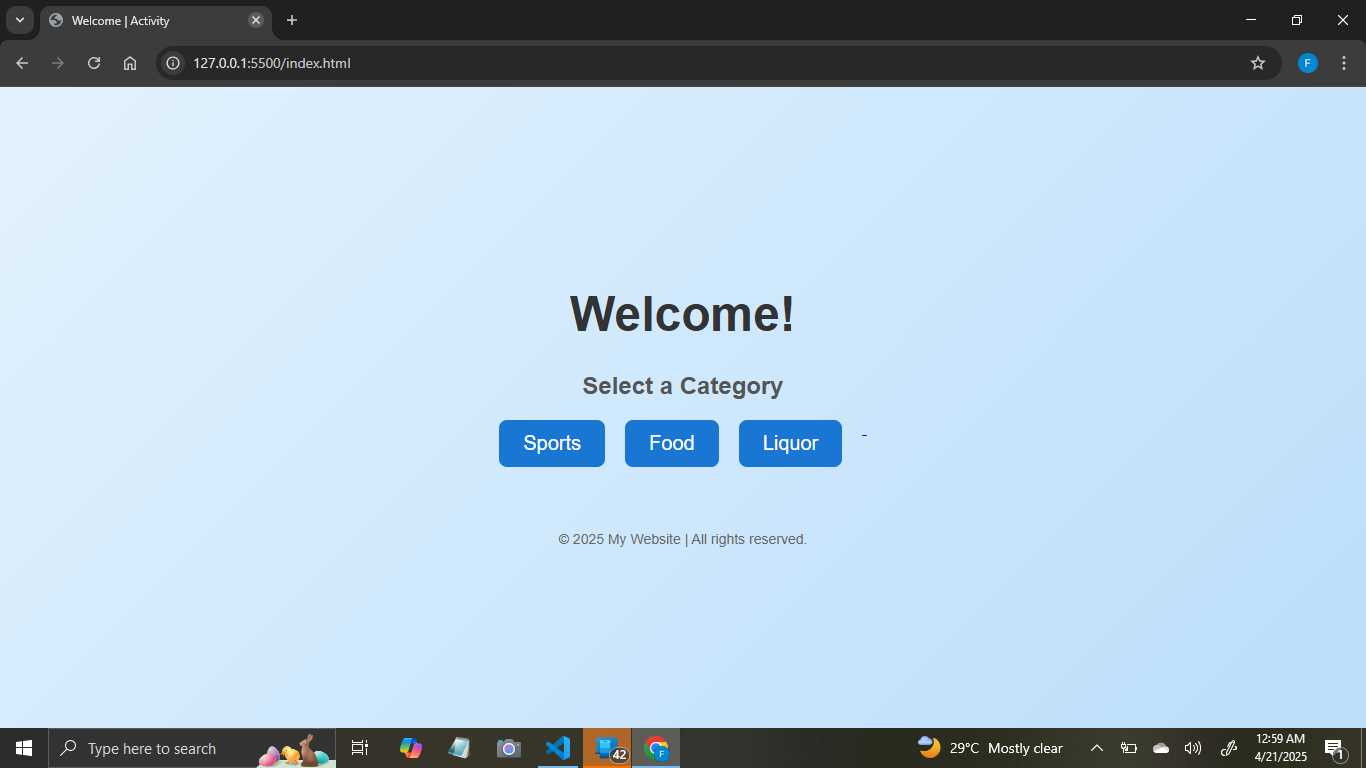 Welcome | Activity
127.0.0.1:5500/index.html
F
Welcome!
Select a Category
Sports Food Liquor -
© 2025 My Website | All rights reserved.
Type here to search
42
F
29°C Mostly clear
12:59 AM
4/21/2025
1